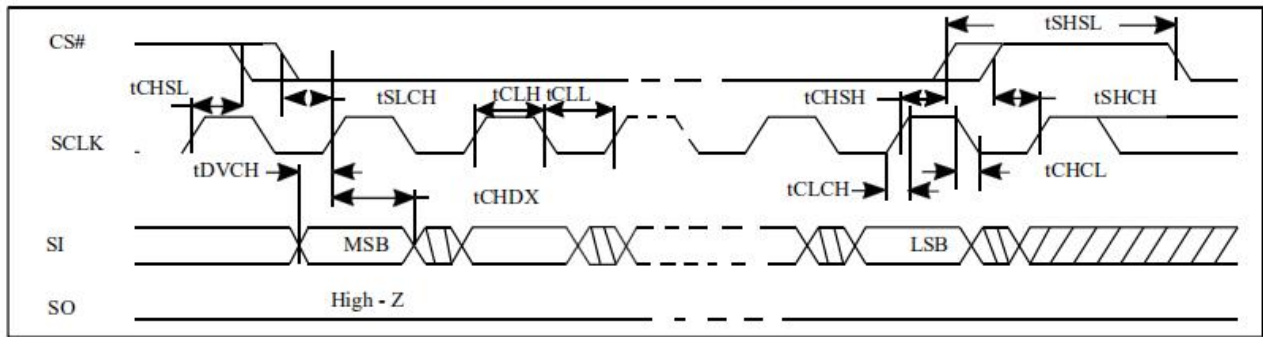 tSHSL
CS#
tCHSL
tSLCH
tCLH tCLL
tCHSH
tSHCH
SCLK
tDVCH
tCHDX
tCLCH
tCHCL
SI
MSB
LSB
SO
High - Z